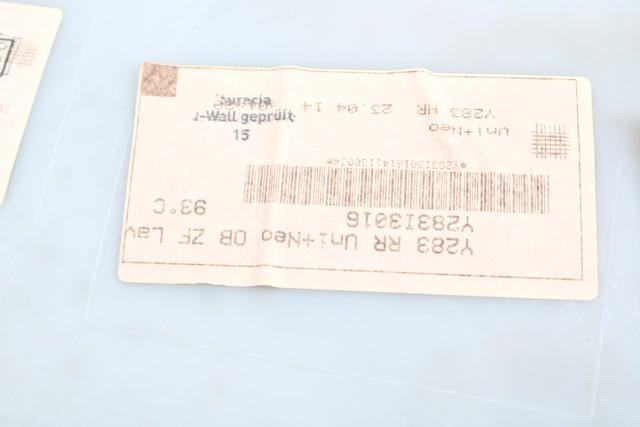 Y283 RR Uni+Neo OB ZF Lav
Y283I3016
93°C
Uni+Neo
Y283 HR 23.04.14
aurecia
I-Wall geprüft
15